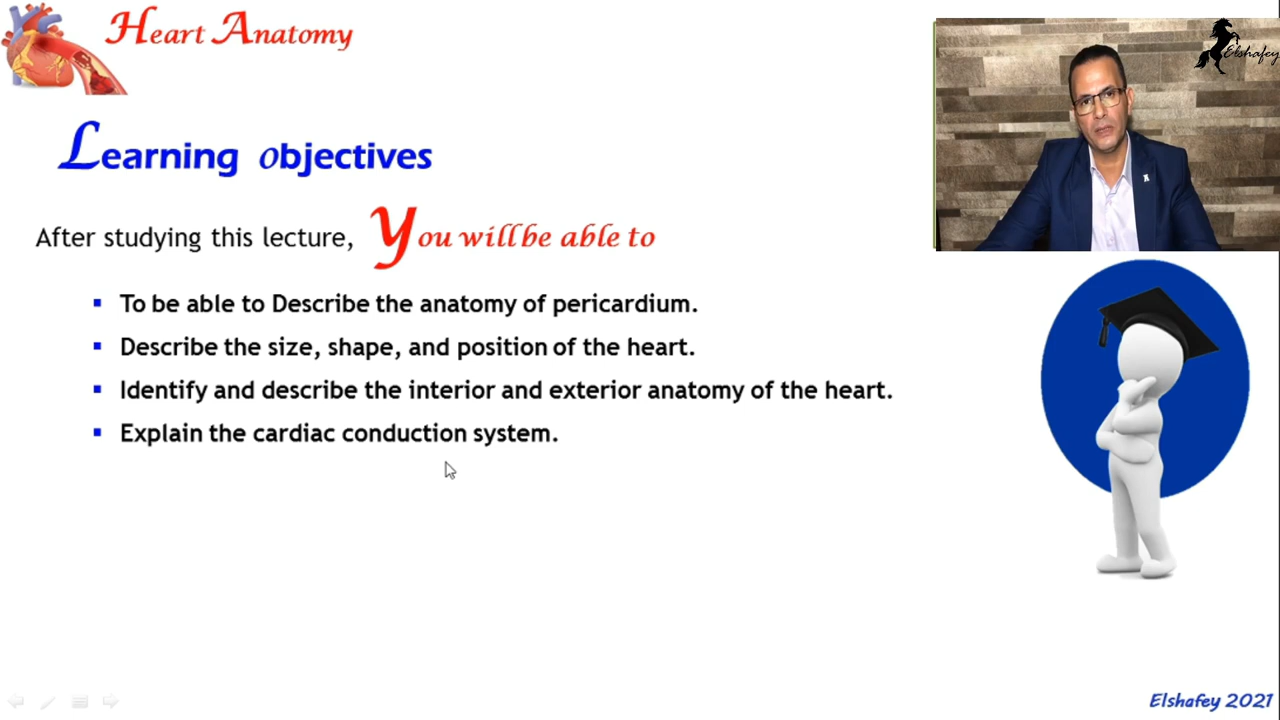 Heart Anatomy
Elshafey
Learning objectives
After studying this lecture, You will be able to
To be able to Describe the anatomy of pericardium.
Describe the size, shape, and position of the heart.
Identify and describe the interior and exterior anatomy of the heart.
Explain the cardiac conduction system.
Elshafey 2021